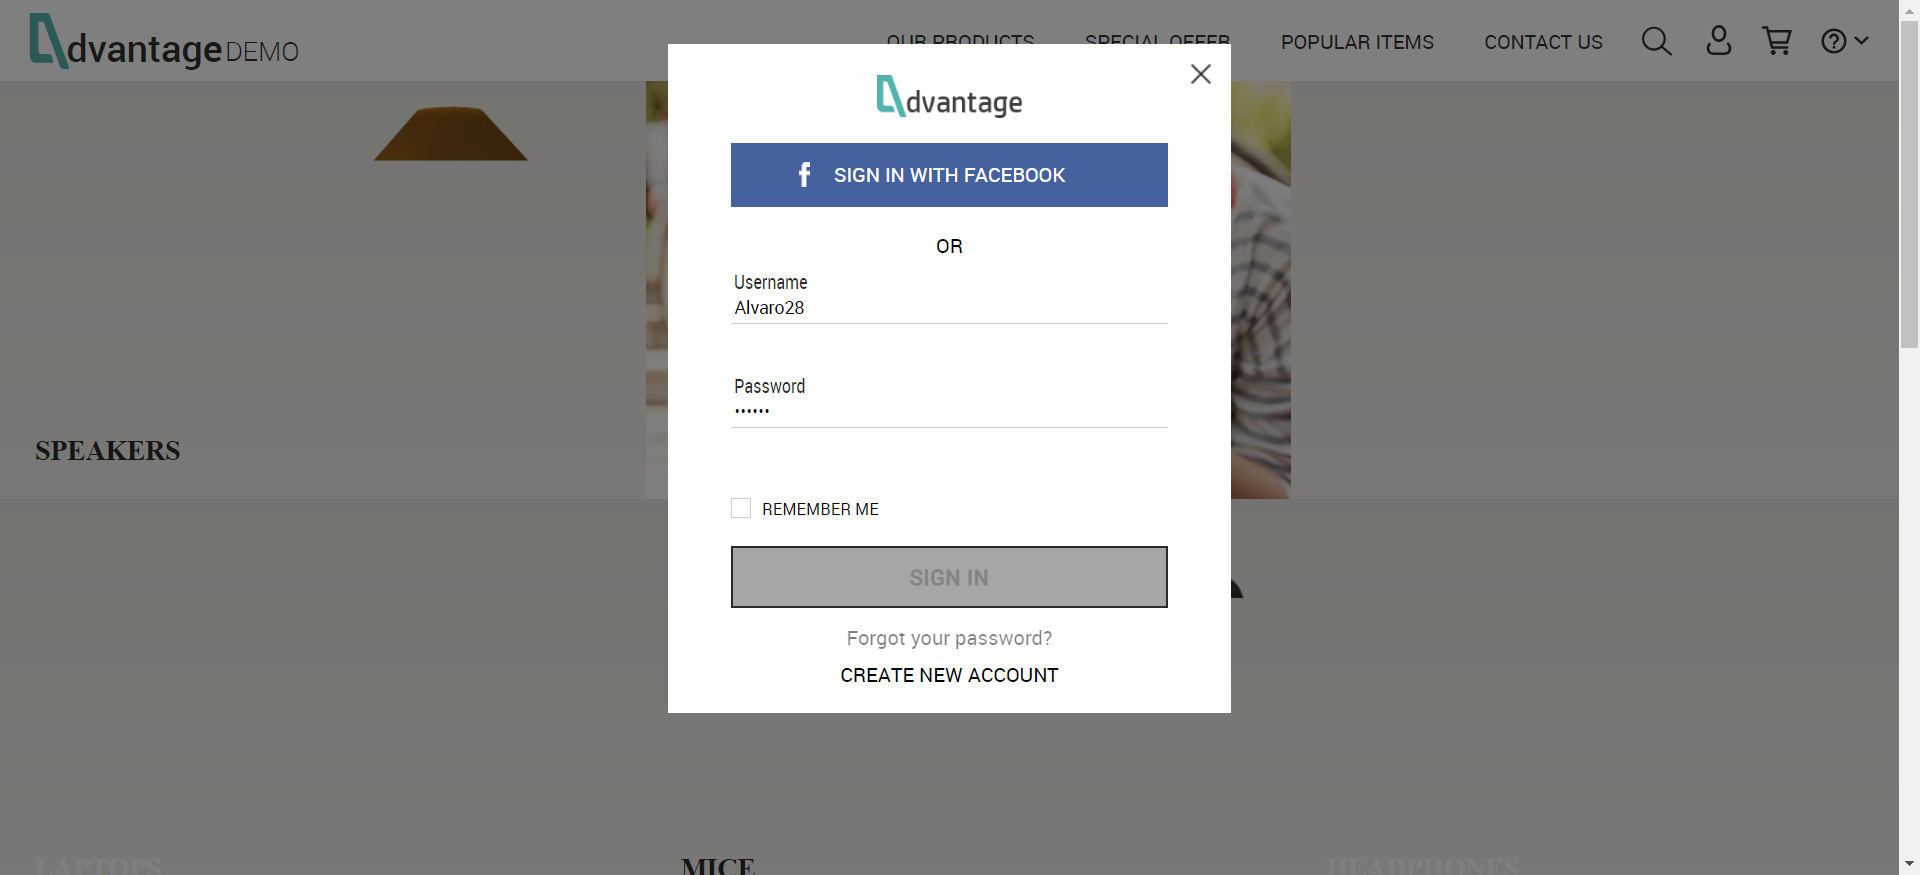 dvantage DEMO
OUR PRODUCTS
SPECIAL OFFER
POPULAR ITEMS
CONTACT US
dvantage
SIGN IN WITH FACEBOOK
OR
Username
Alvaro28
Password
••••••
REMEMBER ME
SIGN IN
Forgot your password?
CREATE NEW ACCOUNT
SPEAKERS
LAPTOPS
MICE
HEADPHONES